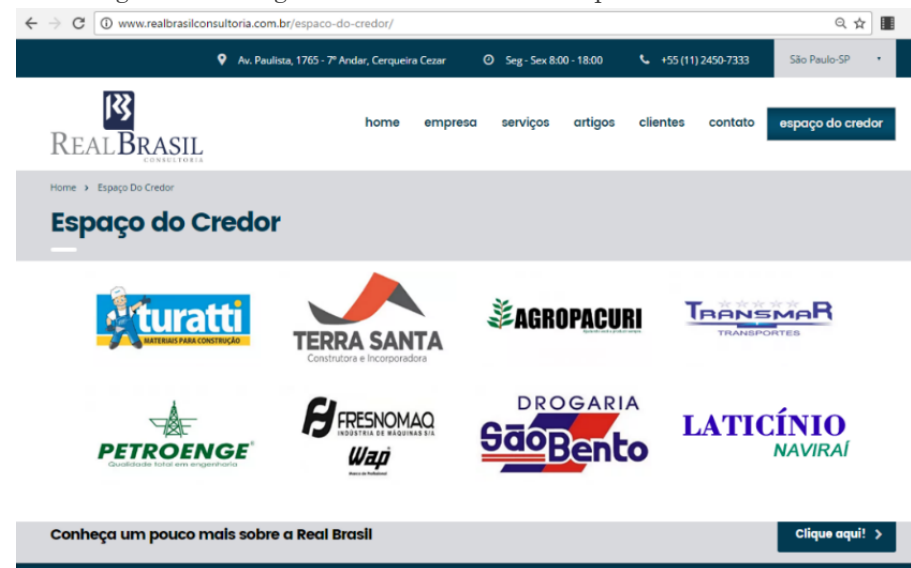 www.realbrasilconsultoria.com.br/espaco-do-credor/
Av. Paulista, 1765 - 7º Andar, Cerqueira Cezar
Seg - Sex 8:00 - 18:00
+55 (11) 2450-7333
São Paulo-SP
REALBRASIL
CONSULTORIA
home empresa serviços artigos clientes contato espaço do credor
Home > Espaço Do Credor
Espaço do Credor
turatti
MATERIAIS PARA CONSTRUÇÃO
TERRA SANTA
Construtora e Incorporadora
AGROPACURI
TRANSMAR
TRANSPORTES
PETROENGE
Qualidade total em engenharia
FRESNOMAQ
INDÚSTRIA DE MÁQUINAS S/A
Wap
DROGARIA
São Bento
LATICÍNIO
NAVIRAÍ
Conheça um pouco mais sobre a Real Brasil
Clique aqui! >